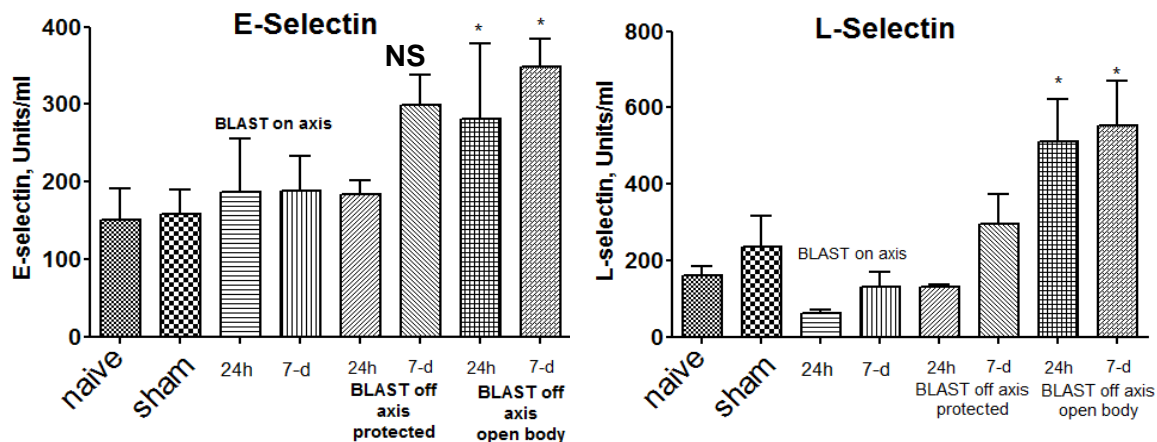 E-Selectin
E-selectin, Units/ml
400
300
200
100
0
NS
*
*
BLAST on axis
naive
sham
24h
7-d
24h
7-d
24h
7-d
BLAST off
axis
protected
BLAST off
axis
open body
L-Selectin
L-selectin, Units/ml
800
600
400
200
0
*
*
BLAST on axis
naive
sham
24h
7-d
24h
7-d
24h
7-d
BLAST off axis
protected
BLAST off axis
open body